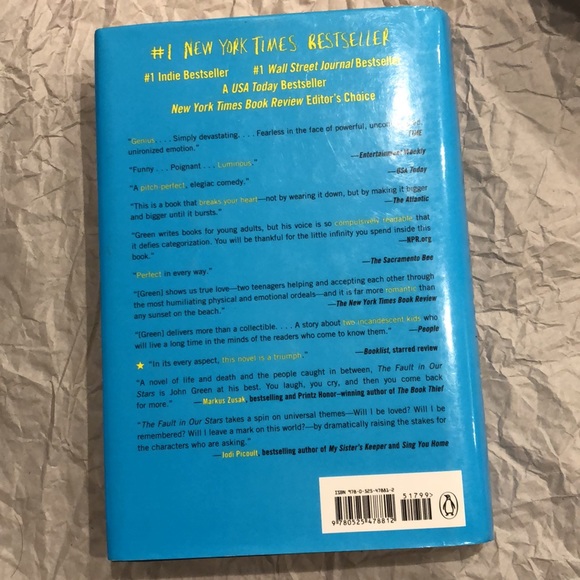 #1 NEW YORK TIMES BESTSELLER
#1 Indie Bestseller #1 Wall Street Journal Bestseller
A USA Today Bestseller
New York Times Book Review Editor's Choice
"Genius. . . . Simply devastating. . . . Fearless in the face of powerful,
unironized emotion."
—TIME
"Funny . . . Poignant . . . Luminous."
—Entertainment Weekly
"A pitch-perfect, elegiac comedy."
—USA Today
"This is a book that breaks your heart—not by wearing it down, but by making it bigger
and bigger until it bursts."
—The Atlantic
"Green writes books for young adults, but his voice is so compulsively readable that
it defies categorization. You will be thankful for the little infinity you spend inside this
book."
—NPR.org
"Perfect in every way."
—The Sacramento Bee
"[Green] shows us true love—two teenagers helping and accepting each other through
the most humiliating physical and emotional ordeals—and it is far more romantic than
any sunset on the beach."
—The New York Times Book Review
"[Green] delivers more than a collectible. . . . A story about two incandescent kids who
will live a long time in the minds of the readers who come to know them."
—People
"In its every aspect, this novel is a triumph."
—Booklist, starred review
"A novel of life and death and the people caught in between, The Fault in Our
Stars is John Green at his best. You laugh, you cry, and then you come back
for more."
—Markus Zusak, bestselling and Printz Honor–winning author of The Book Thief
"The Fault in Our Stars takes a spin on universal themes—Will I be loved? Will I be
remembered? Will I leave a mark on this world?—by dramatically raising the stakes for
the characters who are asking."
—Jodi Picoult, bestselling author of My Sister's Keeper and Sing You Home
ISBN 978-0-525-47881-2
51799>
9780525478812